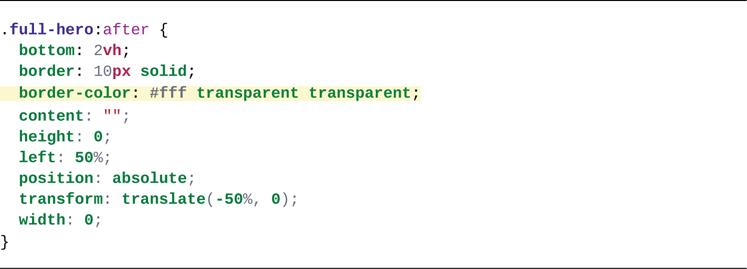 .full-hero:after {
  bottom: 2vh;
  border: 10px solid;
  border-color: #fff transparent transparent;
  content: "";
  height: 0;
  left: 50%;
  position: absolute;
  transform: translate(-50%, 0);
  width: 0;
}